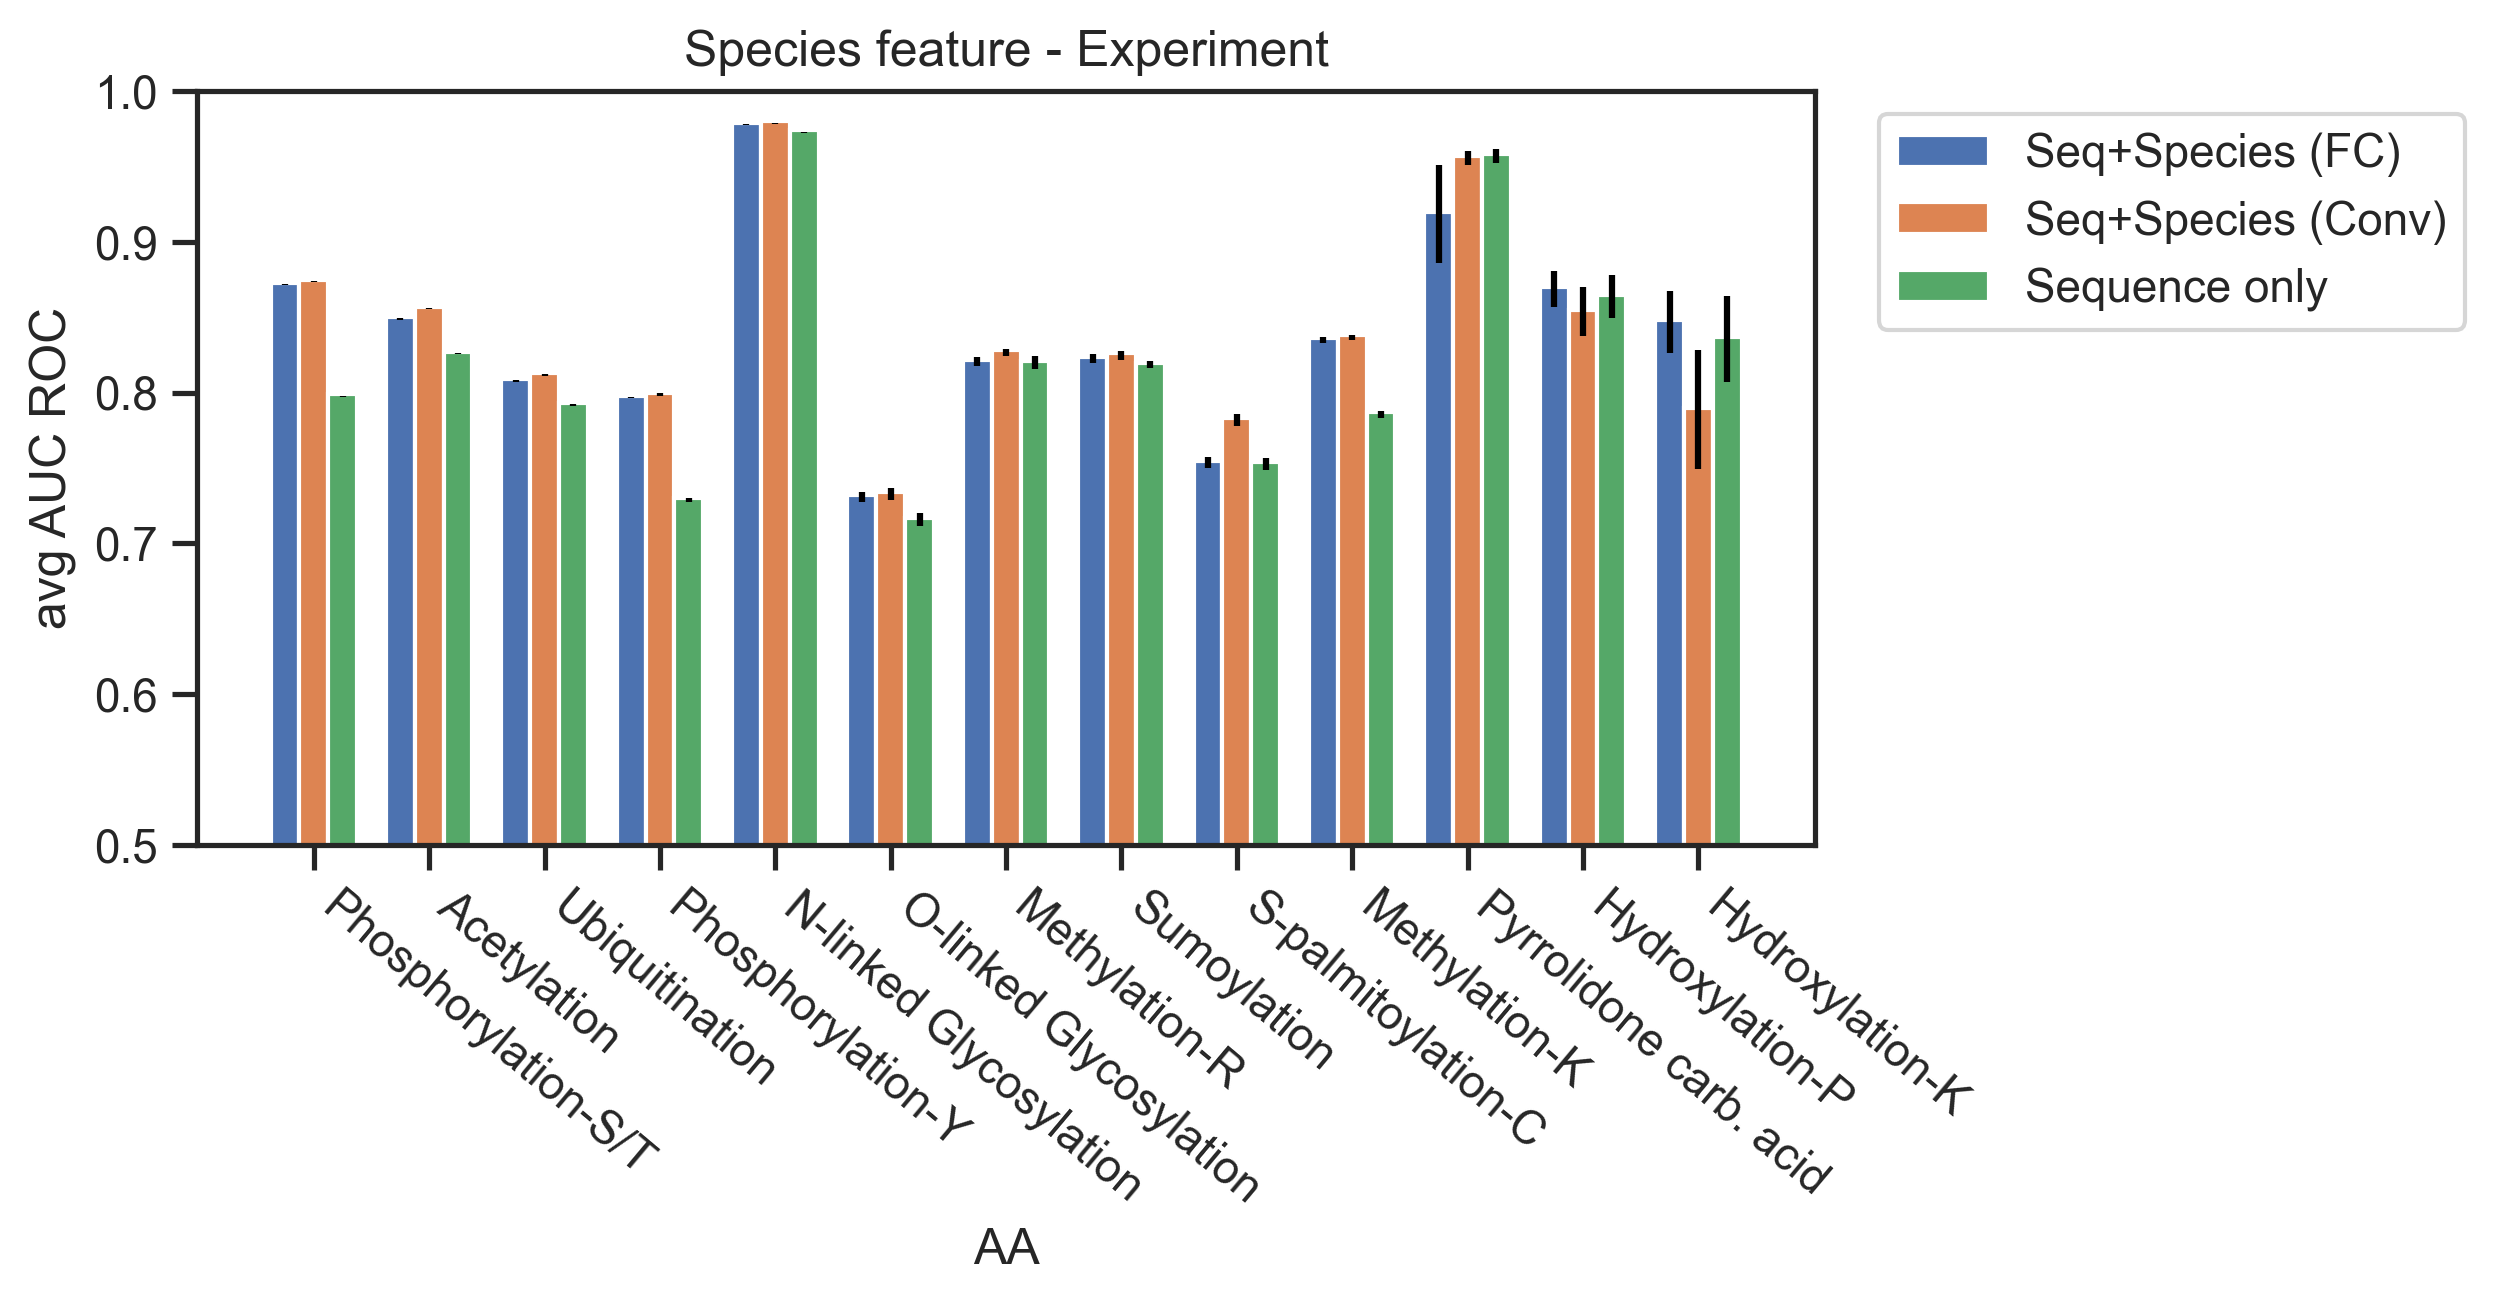 Species feature - Experiment
1.0
0.9
0.8
0.7
0.6
0.5
avg AUC ROC
Seq+Species (FC)
Seq+Species (Conv)
Sequence only
Phosphorylation-S/T
Acetylation
Ubiquitination
Phosphorylation-Y
N-linked Glycosylation
O-linked Glycosylation
Methylation-R
Sumoylation
S-palmitoylation-C
Methylation-K
Pyrrolidone carb. acid
Hydroxylation-P
Hydroxylation-K
AA